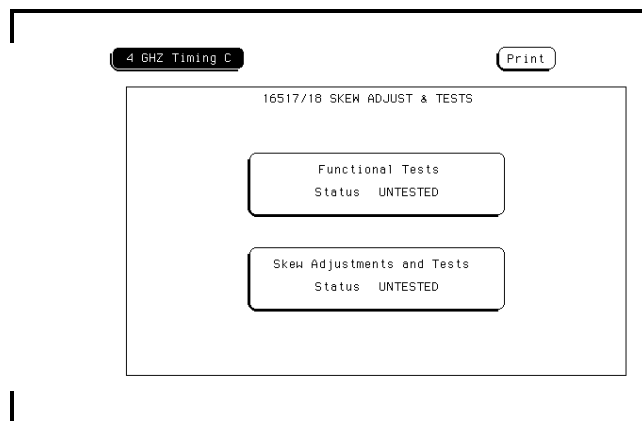 4 GHZ Timing C
Print
16517/18 SKEW ADJUST & TESTS
Functional Tests
Status UNTESTED
Skew Adjustments and Tests
Status UNTESTED